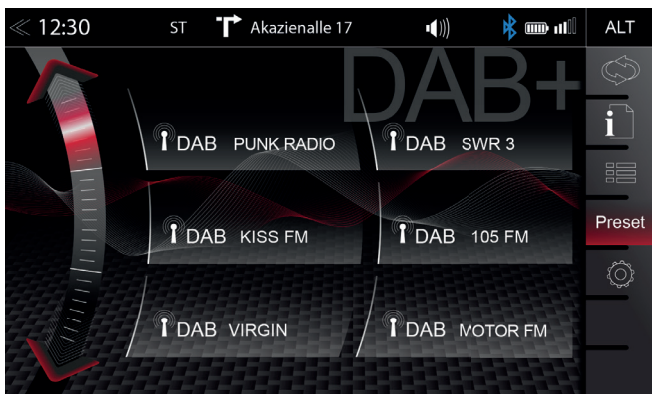 12:30 ST Akazienalle 17 ALT
DAB+
DAB PUNK RADIO
DAB SWR 3
DAB KISS FM
DAB 105 FM
Preset
DAB VIRGIN
DAB MOTOR FM